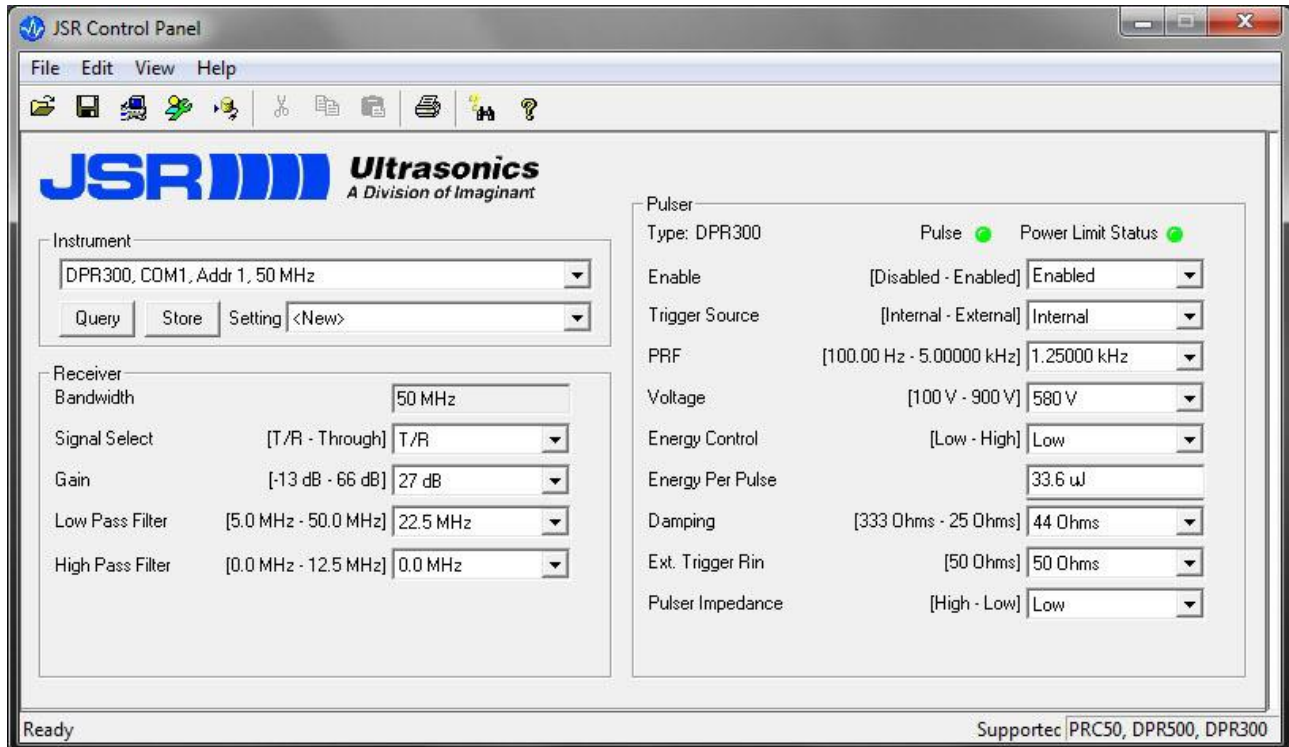 JSR Control Panel
File Edit View Help
JSR Ultrasonics
A Division of Imaginant
Instrument
DPR300, COM1, Addr 1, 50 MHz
Query Store Setting <New>
Receiver
Bandwidth 50 MHz
Signal Select [T/R - Through] T/R
Gain [-13 dB - 66 dB] 27 dB
Low Pass Filter [5.0 MHz - 50.0 MHz] 22.5 MHz
High Pass Filter [0.0 MHz - 12.5 MHz] 0.0 MHz
Pulser
Type: DPR300 Pulse Power Limit Status
Enable [Disabled - Enabled] Enabled
Trigger Source [Internal - External] Internal
PRF [100.00 Hz - 5.00000 kHz] 1.25000 kHz
Voltage [100 V - 900 V] 580 V
Energy Control [Low - High] Low
Energy Per Pulse 33.6 uJ
Damping [333 Ohms - 25 Ohms] 44 Ohms
Ext. Trigger Rin [50 Ohms] 50 Ohms
Pulser Impedance [High - Low] Low
Ready Supportec PRC50, DPR500, DPR300